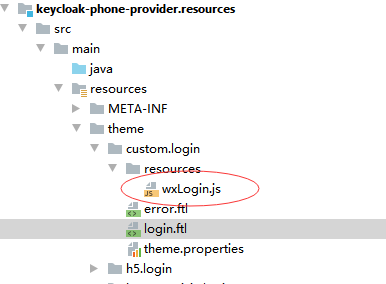 keycloak-phone-provider.resources
src
main
java
resources
META-INF
theme
custom.login
resources
JS wxLogin.js
error.ftl
login.ftl
theme.properties
h5.login